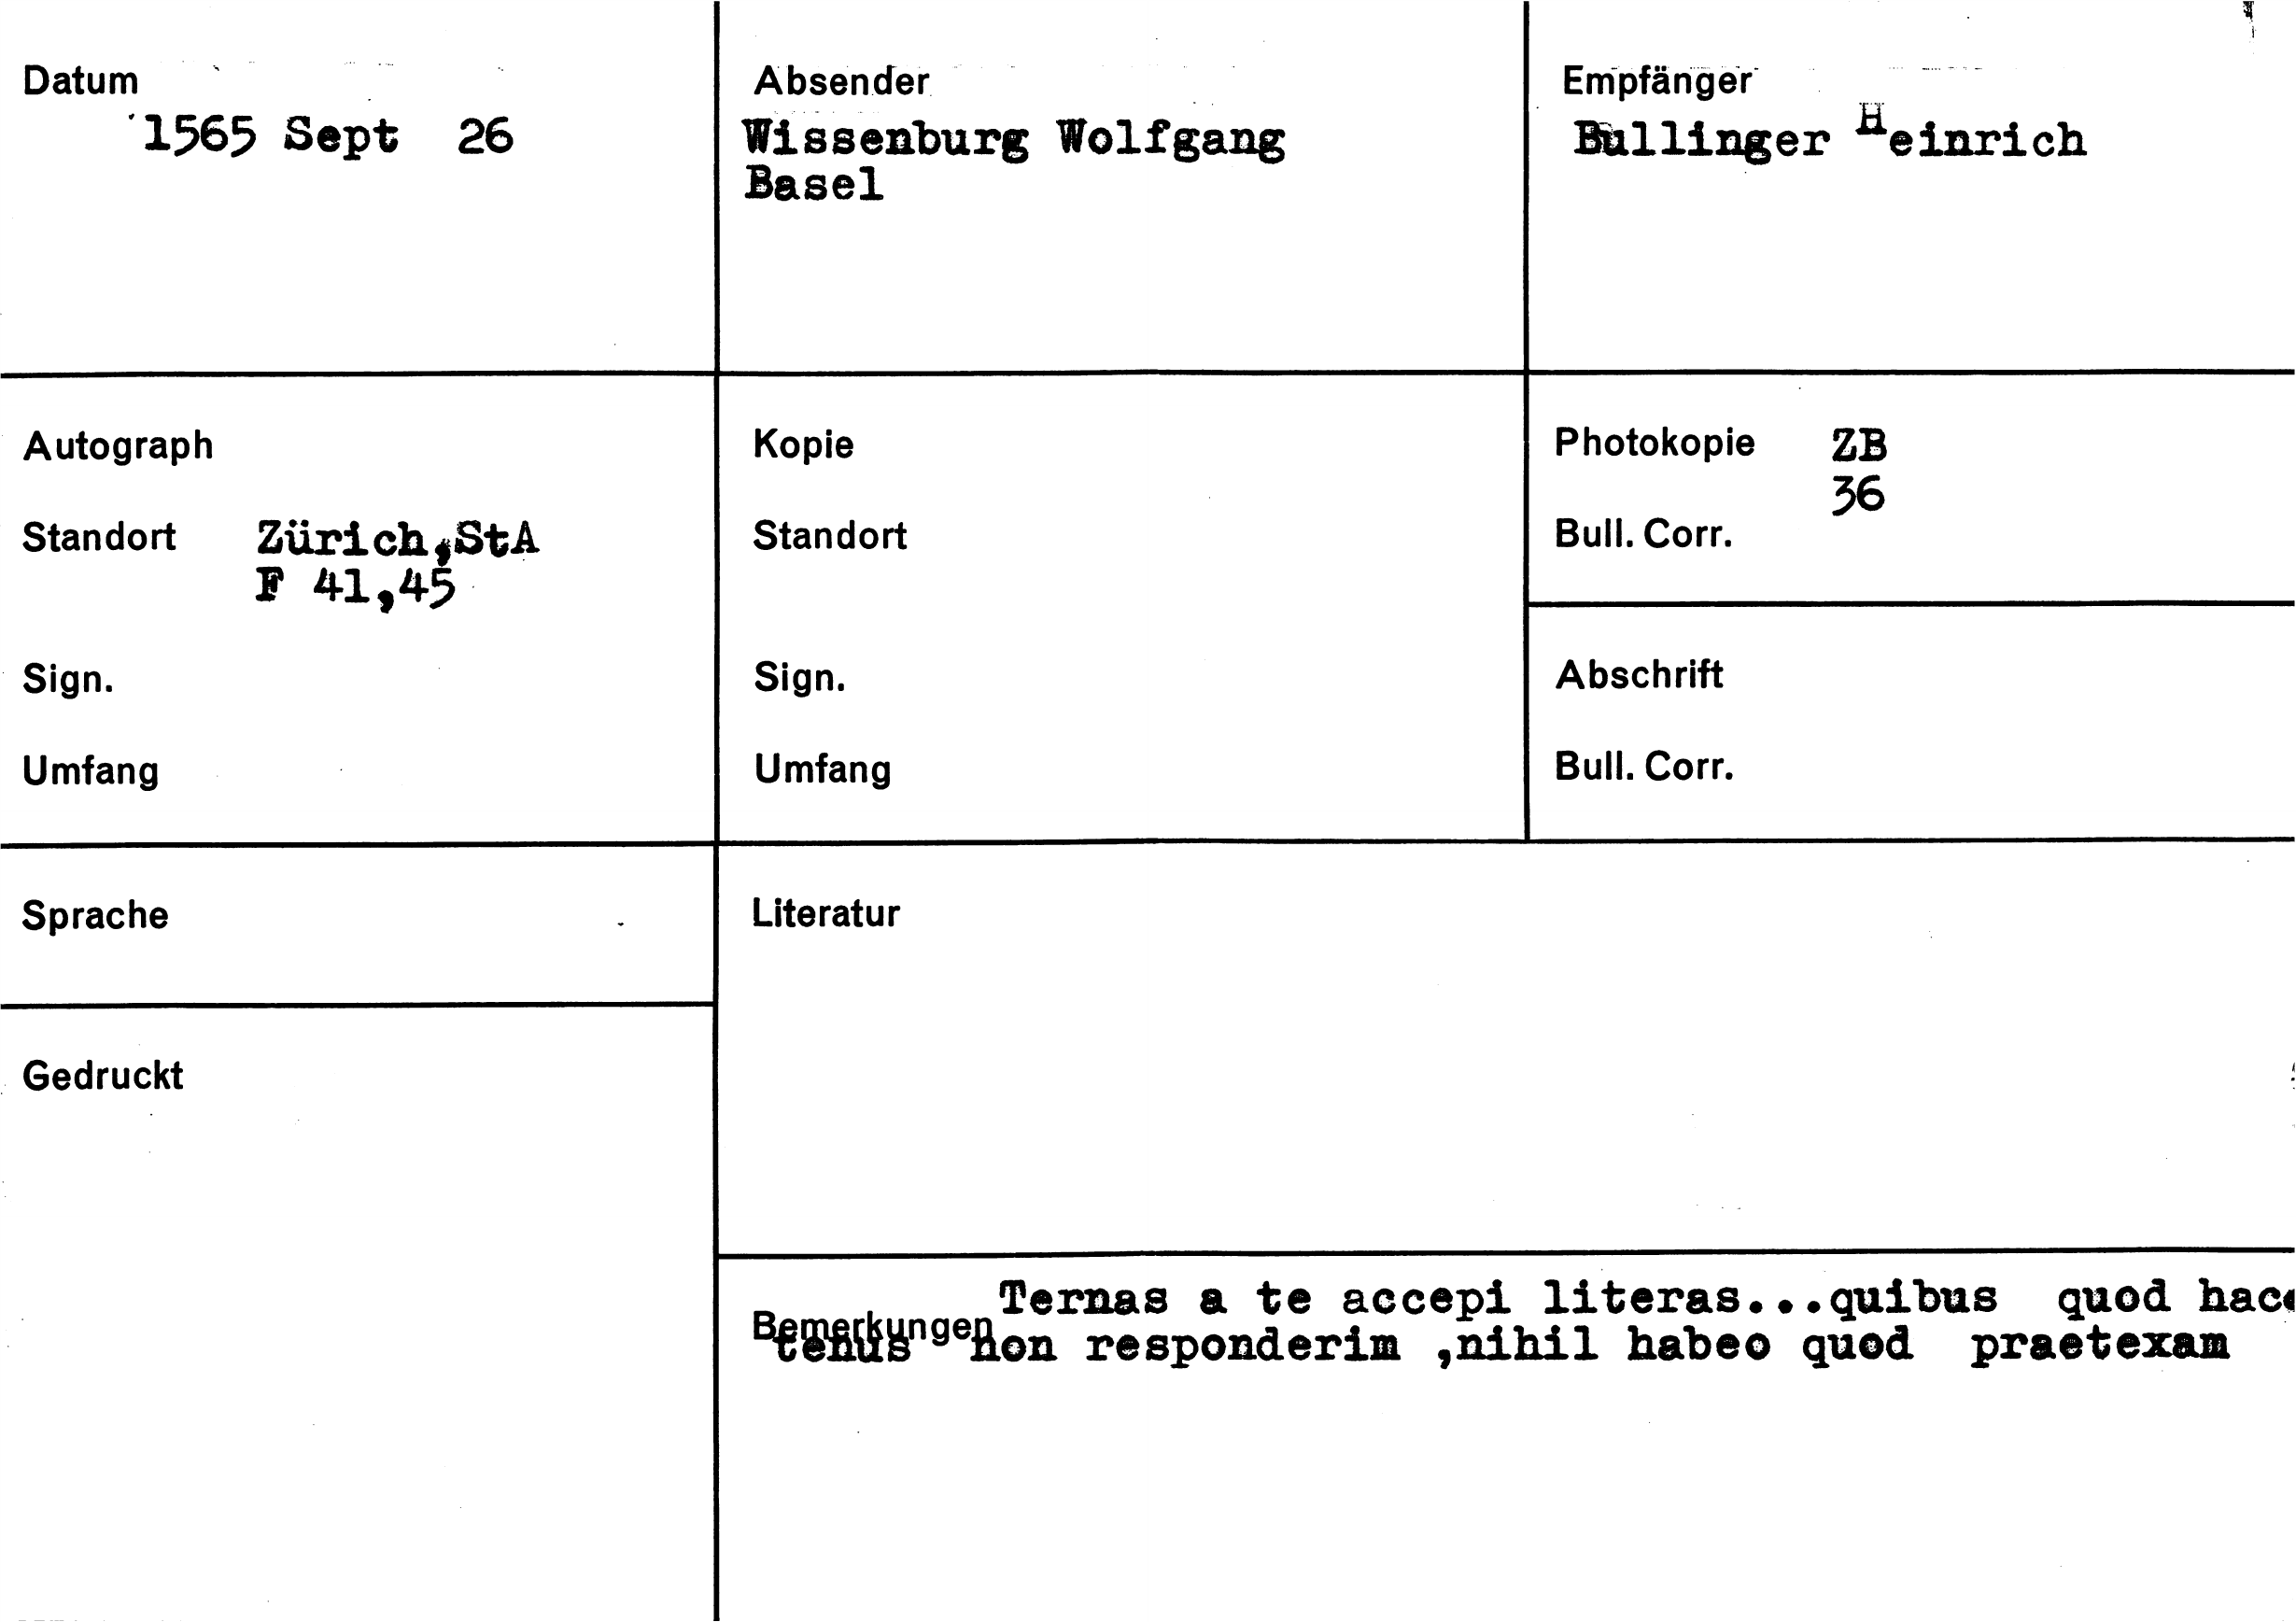 Datum
1565 Sept 26
Absender
Wissenburg Wolfgang
Basel
Empfänger
Bullinger Heinrich
Autograph
Standort Zürich,StA
F 41,45
Sign.
Umfang
Kopie
Standort
Sign.
Umfang
Photokopie ZB
36
Bull. Corr.
Abschrift
Bull. Corr.
Sprache
Literatur
Gedruckt
Bemerkungen
Ternas a te accepi literas...quibus quod hac
tenus non responderim ,nihil habeo quod praetexam